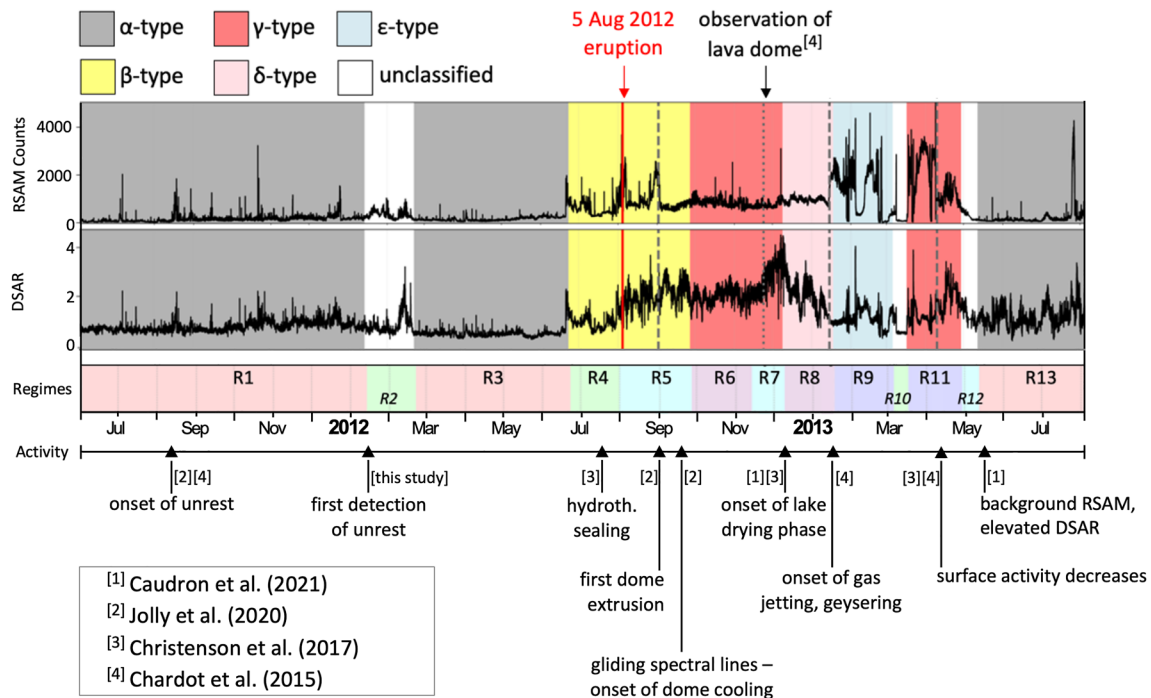 α-type
γ-type
ε-type
β-type
δ-type
unclassified
5 Aug 2012
eruption
observation of
lava dome[4]
RSAM Counts
4000
2000
0
DSAR
4
2
0
Regimes
R1
R2
R3
R4
R5
R6
R7
R8
R9
R10
R11
R12
R13
Jul
Sep
Nov
2012
Mar
May
Jul
Sep
Nov
2013
Mar
May
Jul
Activity
[2][4]
onset of unrest
[this study]
first detection
of unrest
[3]
hydroth.
sealing
[2]
first dome
extrusion
[2]
gliding spectral lines –
onset of dome cooling
[1][3]
onset of lake
drying phase
[4]
onset of gas
jetting, geysering
[3][4]
surface activity decreases
[1]
background RSAM,
elevated DSAR
[1] Caudron et al. (2021)
[2] Jolly et al. (2020)
[3] Christenson et al. (2017)
[4] Chardot et al. (2015)